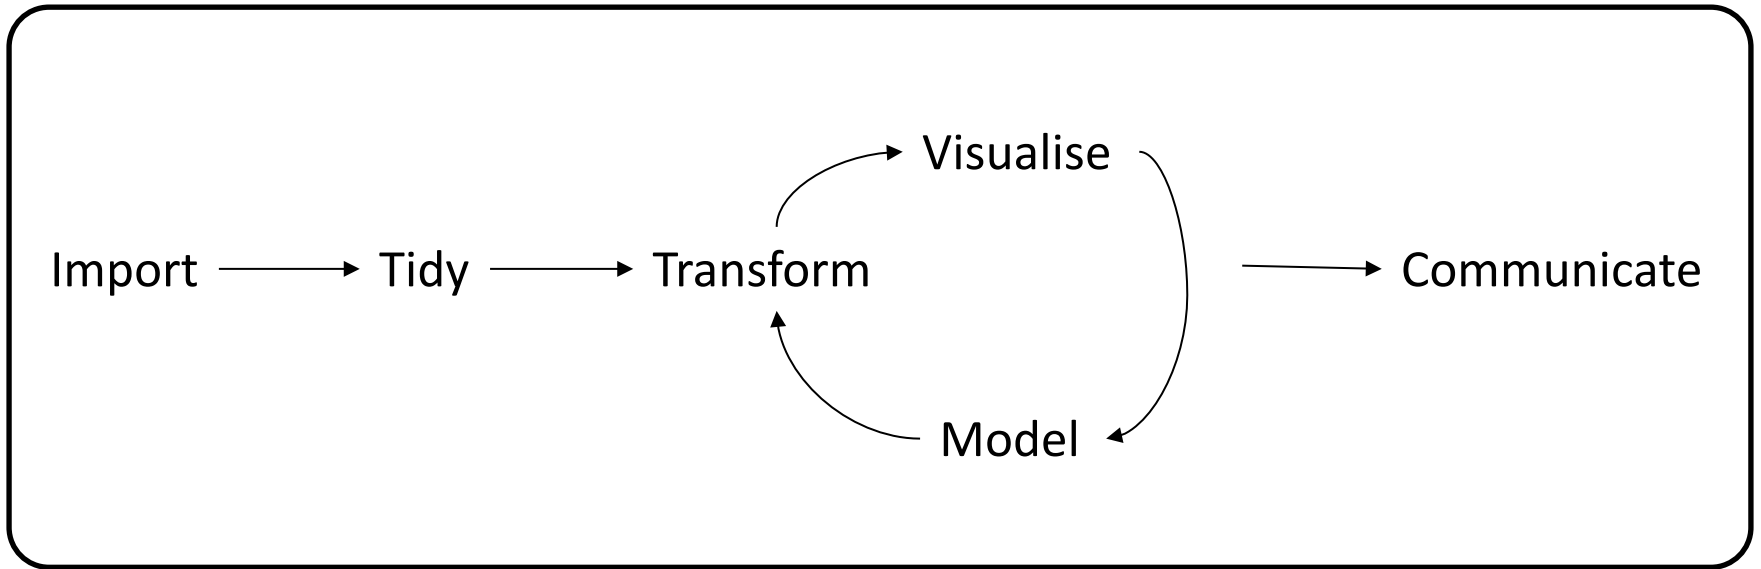 Import
Tidy
Transform
Visualise
Model
Communicate